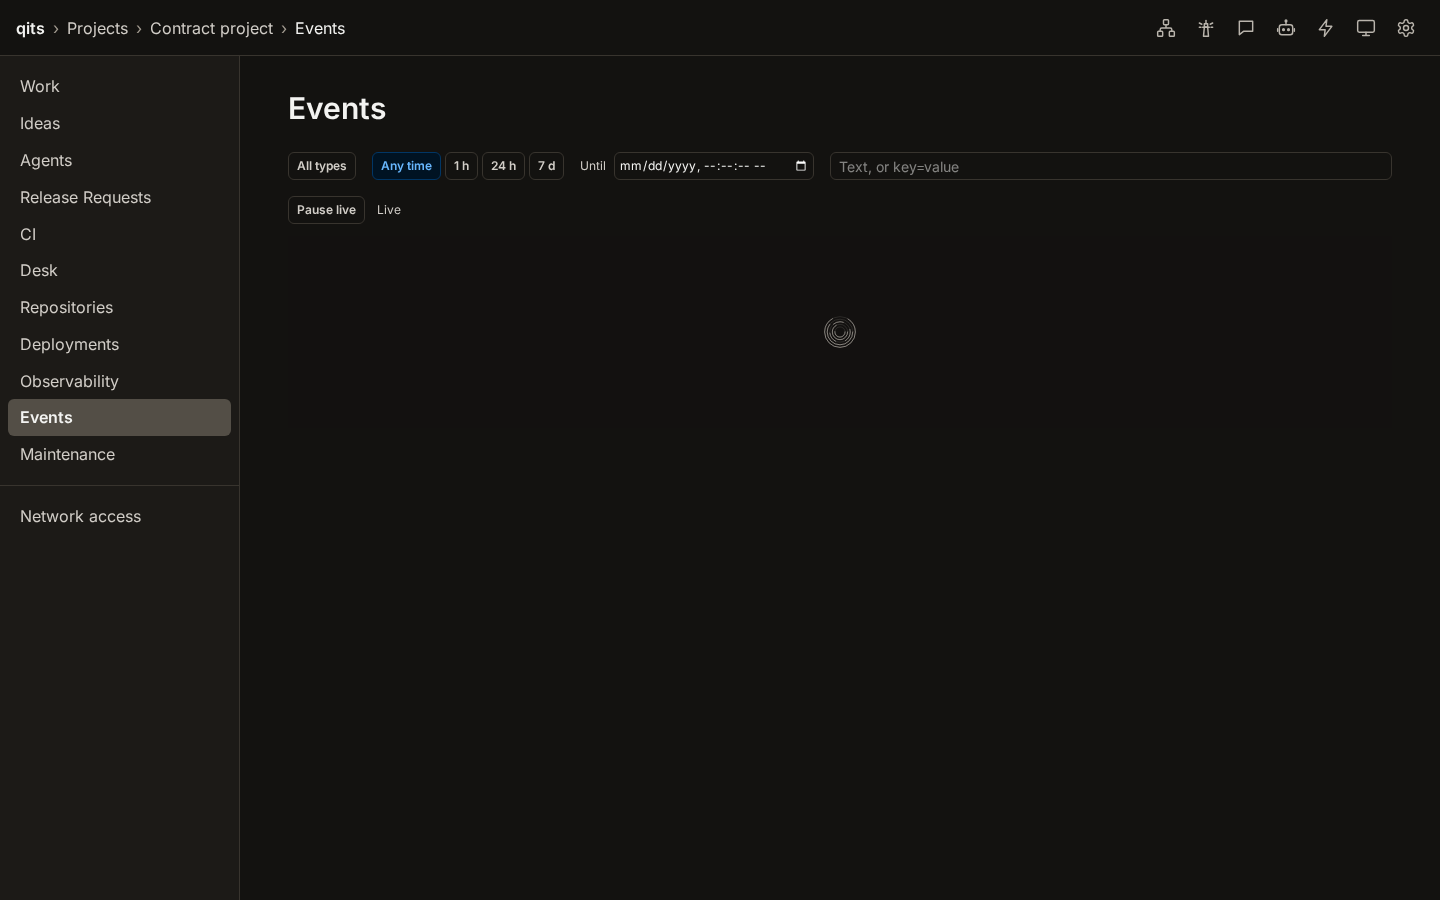 qits › Projects › Contract project › Events
Work
Ideas
Agents
Release Requests
CI
Desk
Repositories
Deployments
Observability
Events
Maintenance
Network access
Events
All types Any time 1 h 24 h 7 d Until mm/dd/yyyy, --:--:-- -- Text, or key=value
Pause live Live